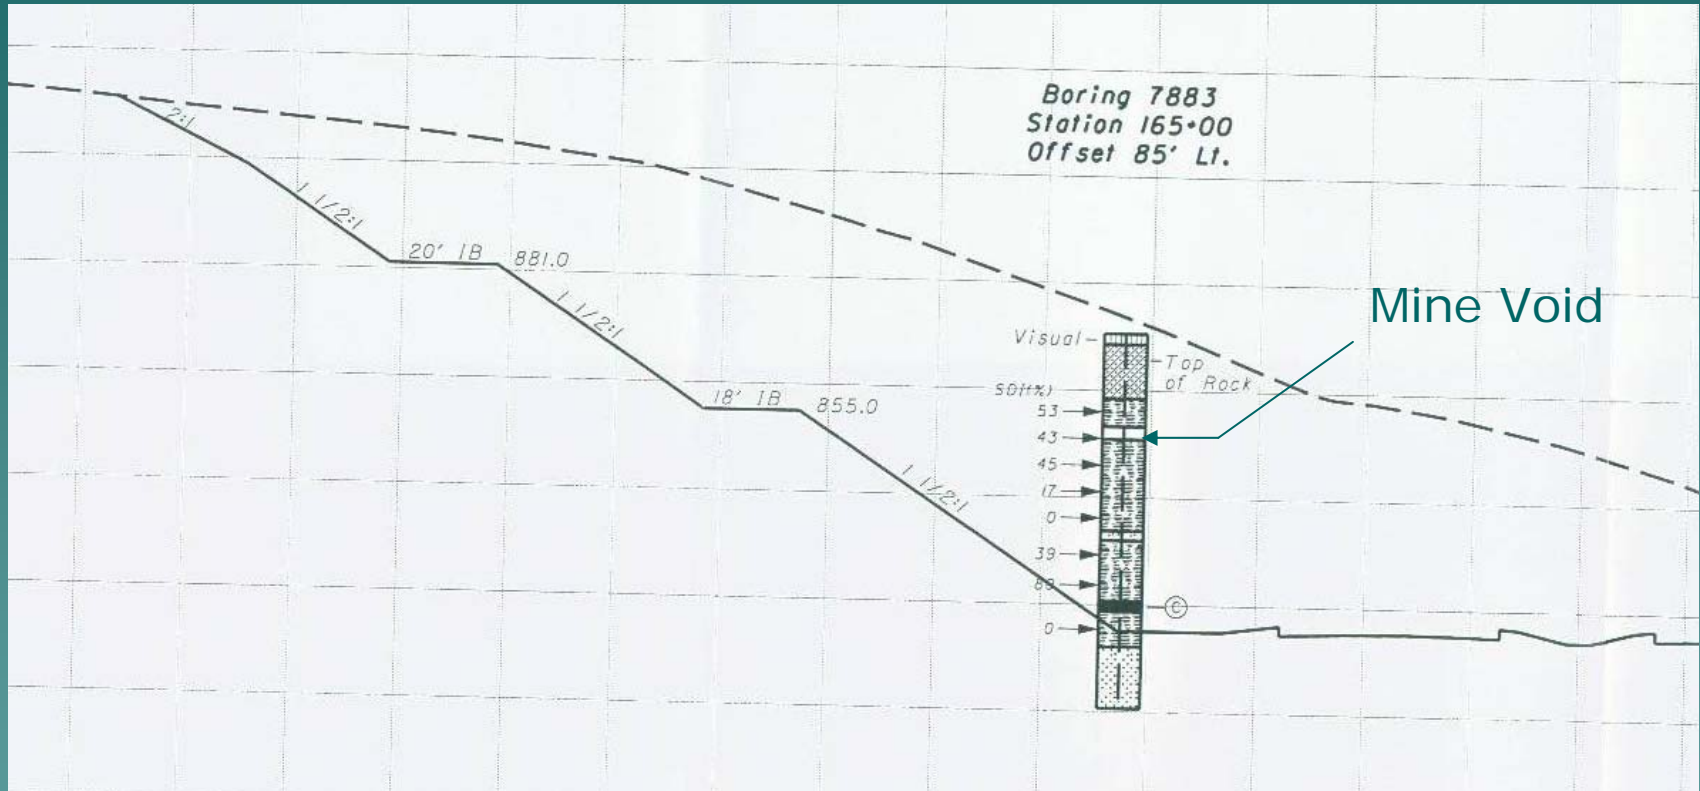 Boring 7883
Station 165+00
Offset 85' Lt.
2:1
1 1/2:1
20' IB
881.0
1 1/2:1
Mine Void
Visual
Top
of Rock
SDI(%)
18' IB
855.0
53
43
1 1/2:1
45
17
0
39
89
C
0